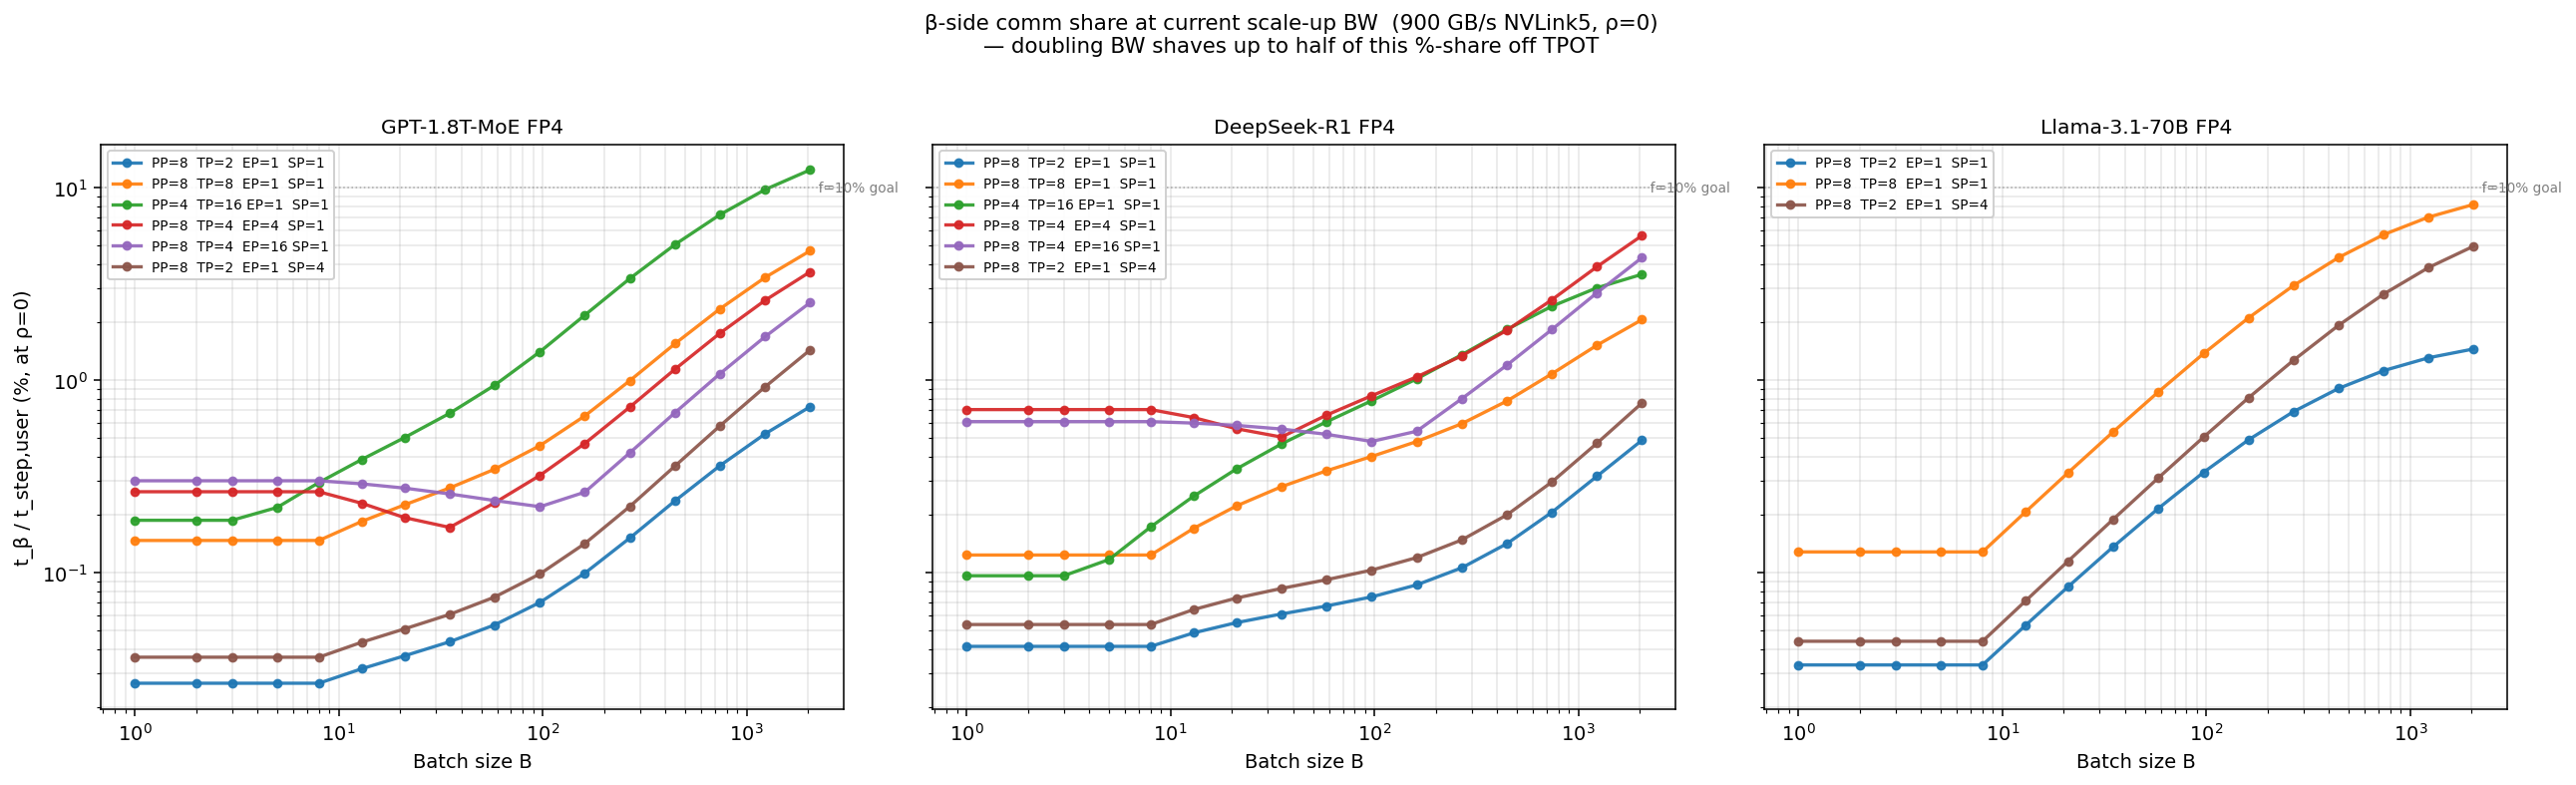 β-side comm share at current scale-up BW  (900 GB/s NVLink5, ρ=0)
— doubling BW shaves up to half of this %-share off TPOT
GPT-1.8T-MoE FP4
PP=8  TP=2  EP=1  SP=1
PP=8  TP=8  EP=1  SP=1
PP=4  TP=16 EP=1  SP=1
PP=8  TP=4  EP=4  SP=1
PP=8  TP=4  EP=16 SP=1
PP=8  TP=2  EP=1  SP=4
f=10% goal
10¹
10⁰
10⁻¹
t_β / t_step,user (%, at ρ=0)
10⁰
10¹
10²
10³
Batch size B
DeepSeek-R1 FP4
PP=8  TP=2  EP=1  SP=1
PP=8  TP=8  EP=1  SP=1
PP=4  TP=16 EP=1  SP=1
PP=8  TP=4  EP=4  SP=1
PP=8  TP=4  EP=16 SP=1
PP=8  TP=2  EP=1  SP=4
f=10% goal
10⁰
10¹
10²
10³
Batch size B
Llama-3.1-70B FP4
PP=8  TP=2  EP=1  SP=1
PP=8  TP=8  EP=1  SP=1
PP=8  TP=2  EP=1  SP=4
f=10% goal
10⁰
10¹
10²
10³
Batch size B